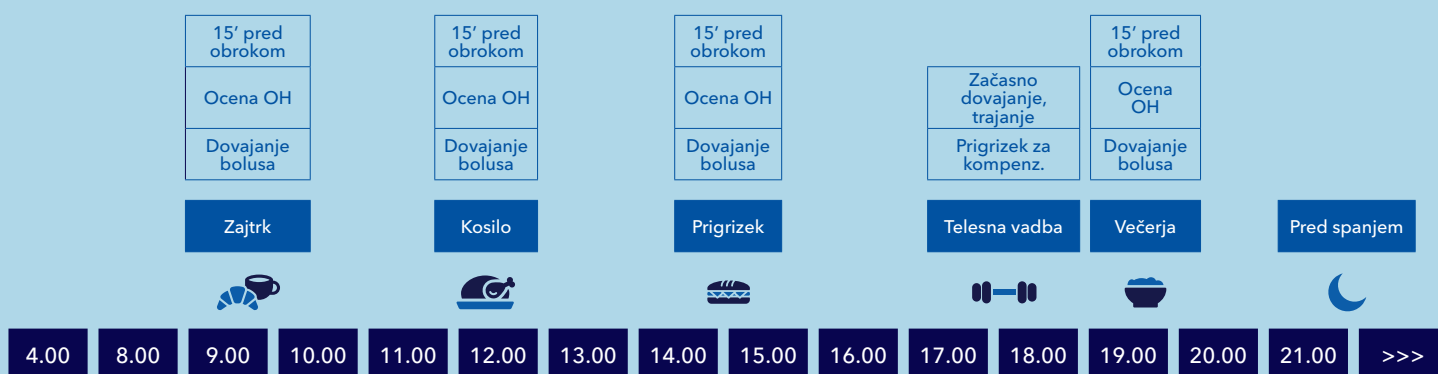 15’ pred
obrokom
Ocena OH
Dovajanje
bolusa
Zajtrk
15’ pred
obrokom
Ocena OH
Dovajanje
bolusa
Kosilo
15’ pred
obrokom
Ocena OH
Dovajanje
bolusa
Prigrizek
Začasno
dovajanje,
trajanje
Prigrizek za
kompenz.
Telesna vadba
15’ pred
obrokom
Ocena
OH
Dovajanje
bolusa
Večerja
Pred spanjem
4.00 8.00 9.00 10.00 11.00 12.00 13.00 14.00 15.00 16.00 17.00 18.00 19.00 20.00 21.00 >>>